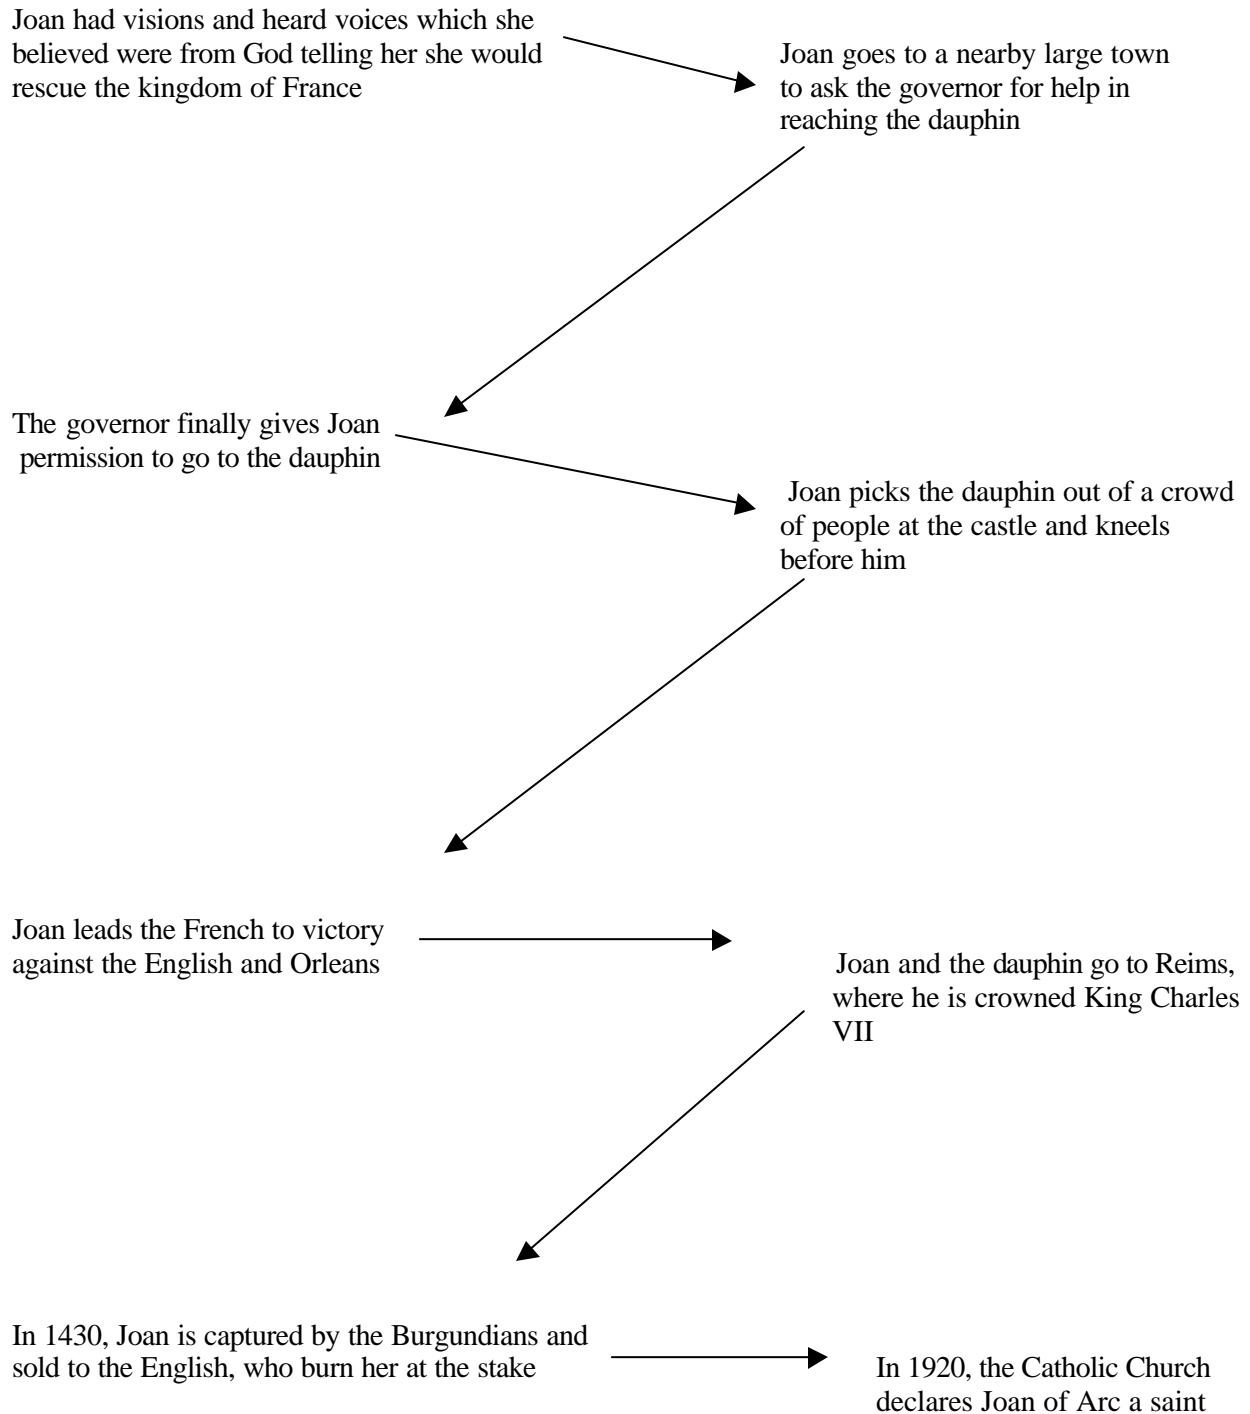 Joan had visions and heard voices which she
believed were from God telling her she would
rescue the kingdom of France
Joan goes to a nearby large town
to ask the governor for help in
reaching the dauphin
The governor finally gives Joan
permission to go to the dauphin
Joan picks the dauphin out of a crowd
of people at the castle and kneels
before him
Joan leads the French to victory
against the English and Orleans
Joan and the dauphin go to Reims,
where he is crowned King Charles
VII
In 1430, Joan is captured by the Burgundians and
sold to the English, who burn her at the stake
In 1920, the Catholic Church
declares Joan of Arc a saint